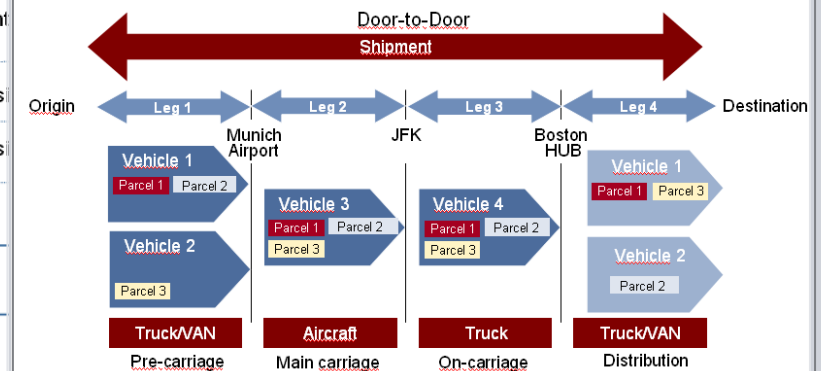 Door-to-Door
Shipment
Origin
Leg 1
Leg 2
Leg 3
Leg 4
Destination
Munich
Airport
JFK
Boston
HUB
Vehicle 1
Parcel 1
Parcel 2
Vehicle 2
Parcel 3
Vehicle 3
Parcel 1
Parcel 2
Parcel 3
Vehicle 4
Parcel 1
Parcel 2
Parcel 3
Vehicle 1
Parcel 1
Parcel 3
Vehicle 2
Parcel 2
Truck/VAN
Aircraft
Truck
Truck/VAN
Pre-carriage
Main carriage
On-carriage
Distribution